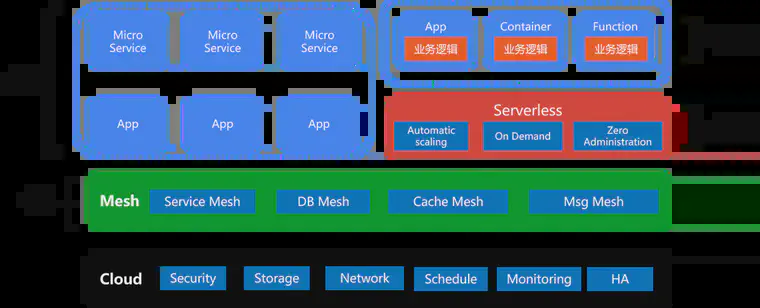 Micro
Service
Micro
Service
Micro
Service
App
App
App
App
业务逻辑
Container
业务逻辑
Function
业务逻辑
Serverless
Automatic
scaling
On Demand
Zero
Administration
Mesh
Service Mesh
DB Mesh
Cache Mesh
Msg Mesh
Cloud
Security
Storage
Network
Schedule
Monitoring
HA